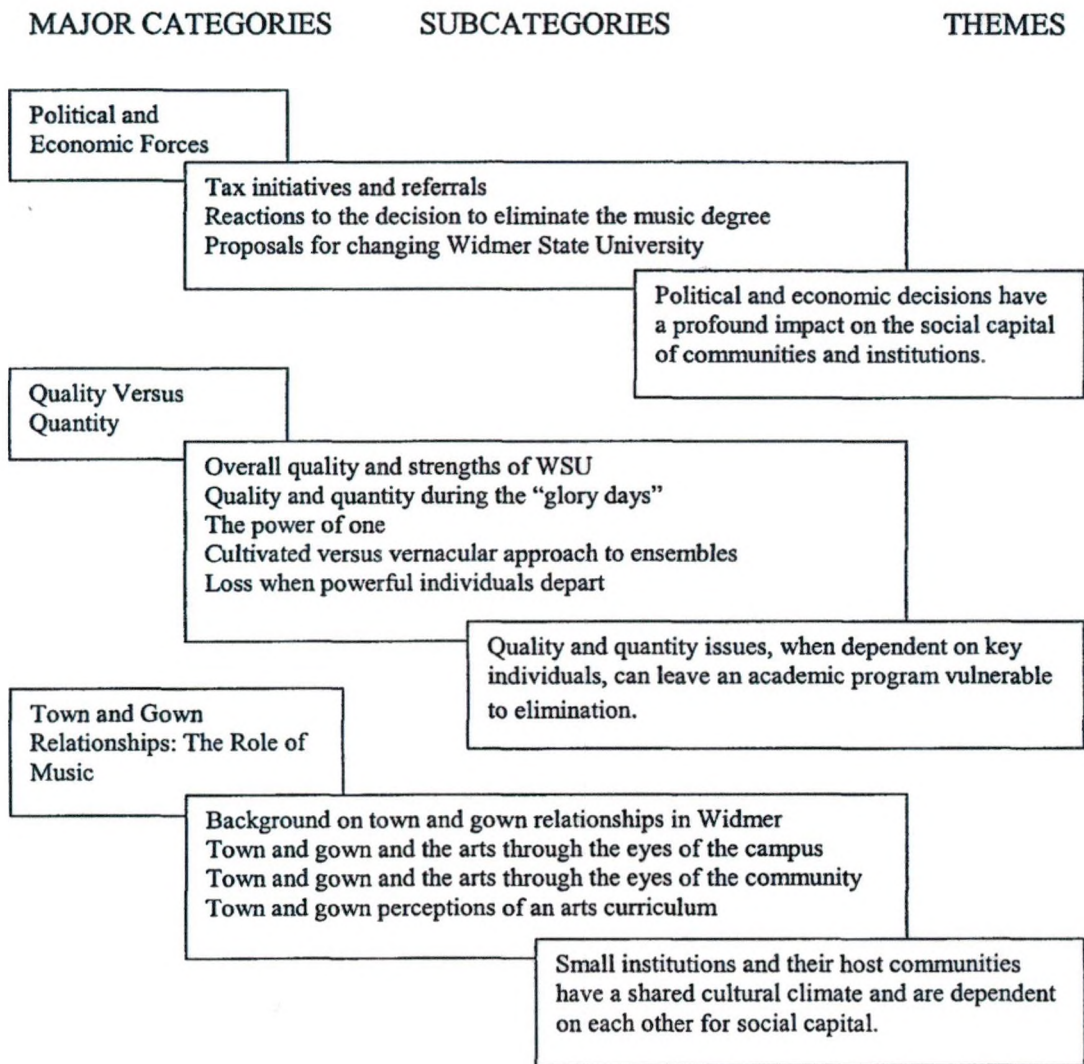 MAJOR CATEGORIES SUBCATEGORIES THEMES
Political and
Economic Forces
Tax initiatives and referrals
Reactions to the decision to eliminate the music degree
Proposals for changing Widmer State University
Political and economic decisions have
a profound impact on the social capital
of communities and institutions.
Quality Versus
Quantity
Overall quality and strengths of WSU
Quality and quantity during the “glory days”
The power of one
Cultivated versus vernacular approach to ensembles
Loss when powerful individuals depart
Quality and quantity issues, when dependent on key
individuals, can leave an academic program vulnerable
to elimination.
Town and Gown
Relationships: The Role of
Music
Background on town and gown relationships in Widmer
Town and gown and the arts through the eyes of the campus
Town and gown and the arts through the eyes of the community
Town and gown perceptions of an arts curriculum
Small institutions and their host communities
have a shared cultural climate and are dependent
on each other for social capital.